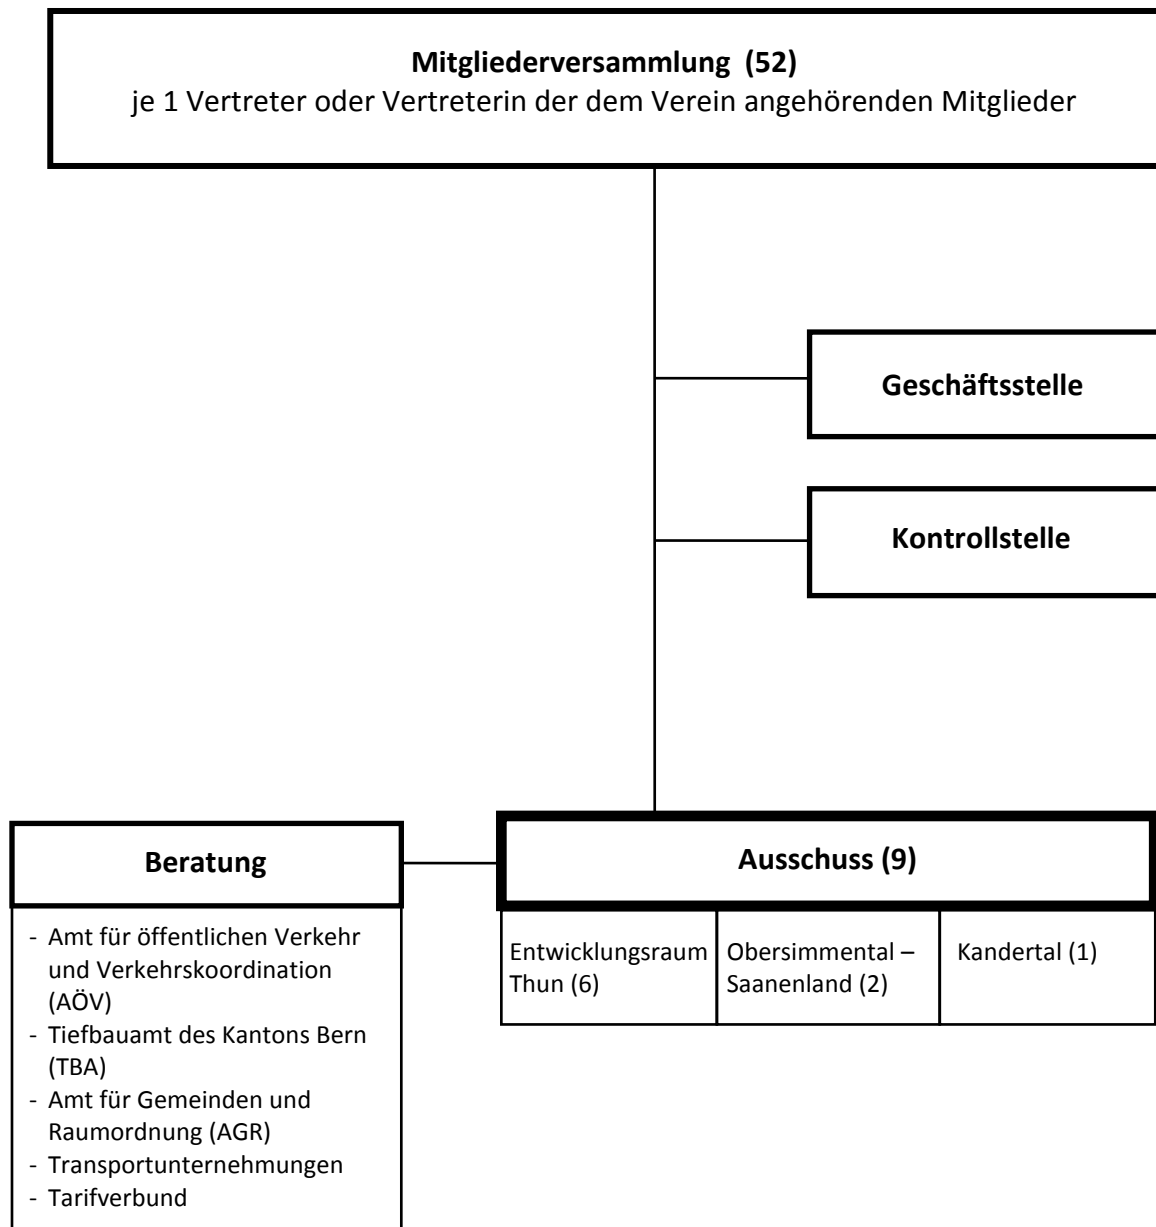 Mitgliederversammlung (52)
je 1 Vertreter oder Vertreterin der dem Verein angehörenden Mitglieder
Geschäftsstelle
Kontrollstelle
Beratung
- Amt für öffentlichen Verkehr
und Verkehrskoordination
(AÖV)
- Tiefbauamt des Kantons Bern
(TBA)
- Amt für Gemeinden und
Raumordnung (AGR)
- Transportunternehmungen
- Tarifverbund
Ausschuss (9)
Entwicklungsraum
Thun (6)
Obersimmental –
Saanenland (2)
Kandertal (1)